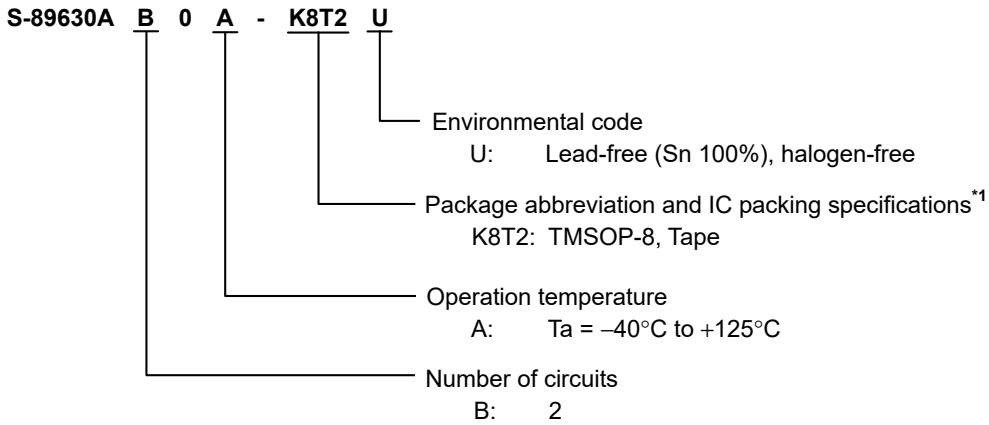 S-89630A B 0 A - K8T2 U
Environmental code
U: Lead-free (Sn 100%), halogen-free
Package abbreviation and IC packing specifications*1
K8T2: TMSOP-8, Tape
Operation temperature
A: Ta = −40°C to +125°C
Number of circuits
B: 2